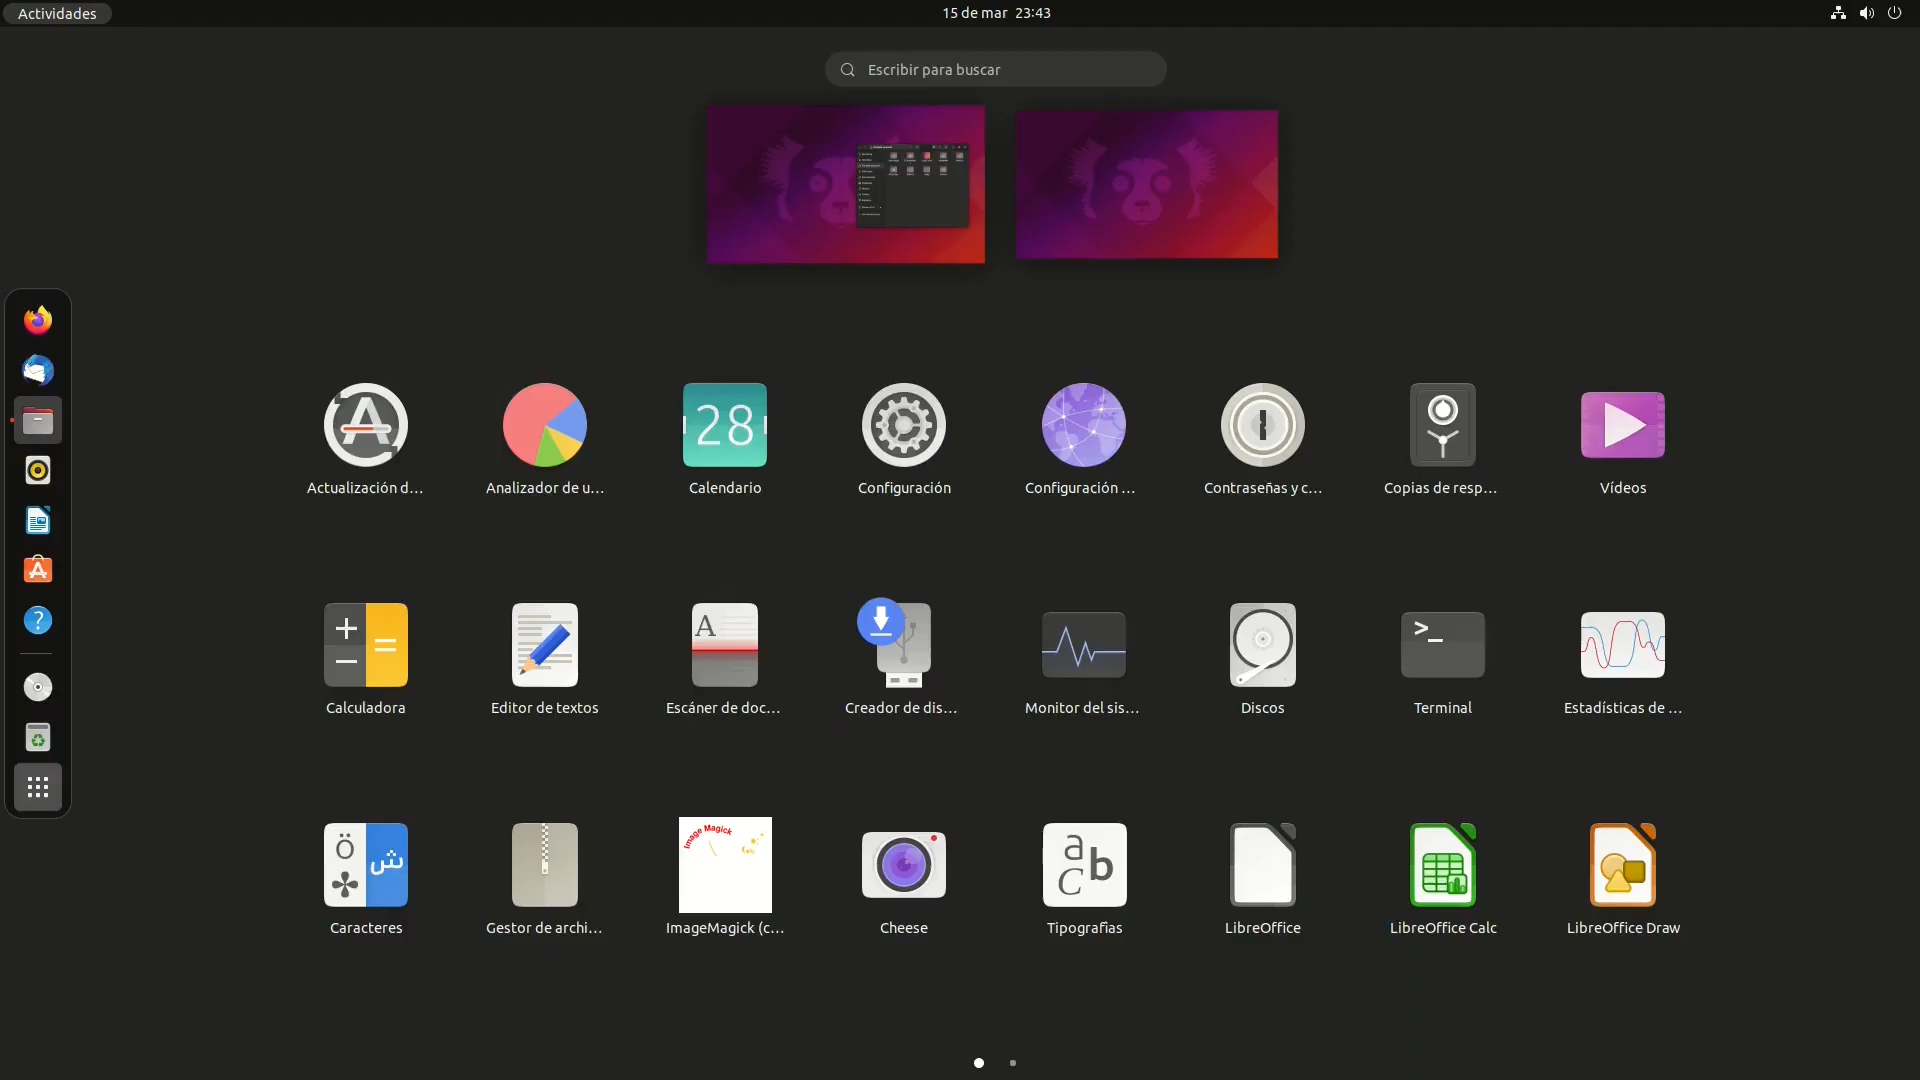 Actividades
15 de mar 23:43
Escribir para buscar
Actualización d...
Analizador de u...
28
Calendario
Configuración
Configuración ...
Contraseñas y c...
Copias de resp...
Vídeos
Calculadora
Editor de textos
A
Escáner de doc...
Creador de dis...
Monitor del sis...
Discos
>_
Terminal
Estadísticas de ...
Ö ش
Caracteres
Gestor de archi...
Image Magick
ImageMagick (c...
Cheese
a b c
Tipografías
LibreOffice
LibreOffice Calc
LibreOffice Draw